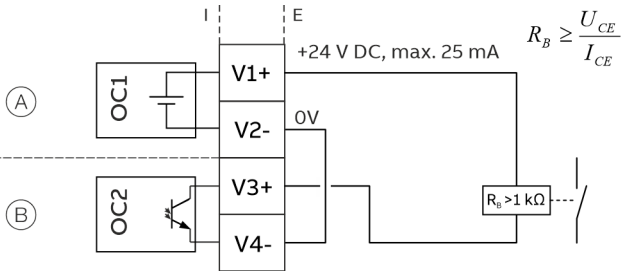 I E
R_B ≥ U_CE / I_CE
+24 V DC, max. 25 mA
A
OC1
V1+
V2-
0V
B
OC2
V3+
V4-
R_B >1 kΩ